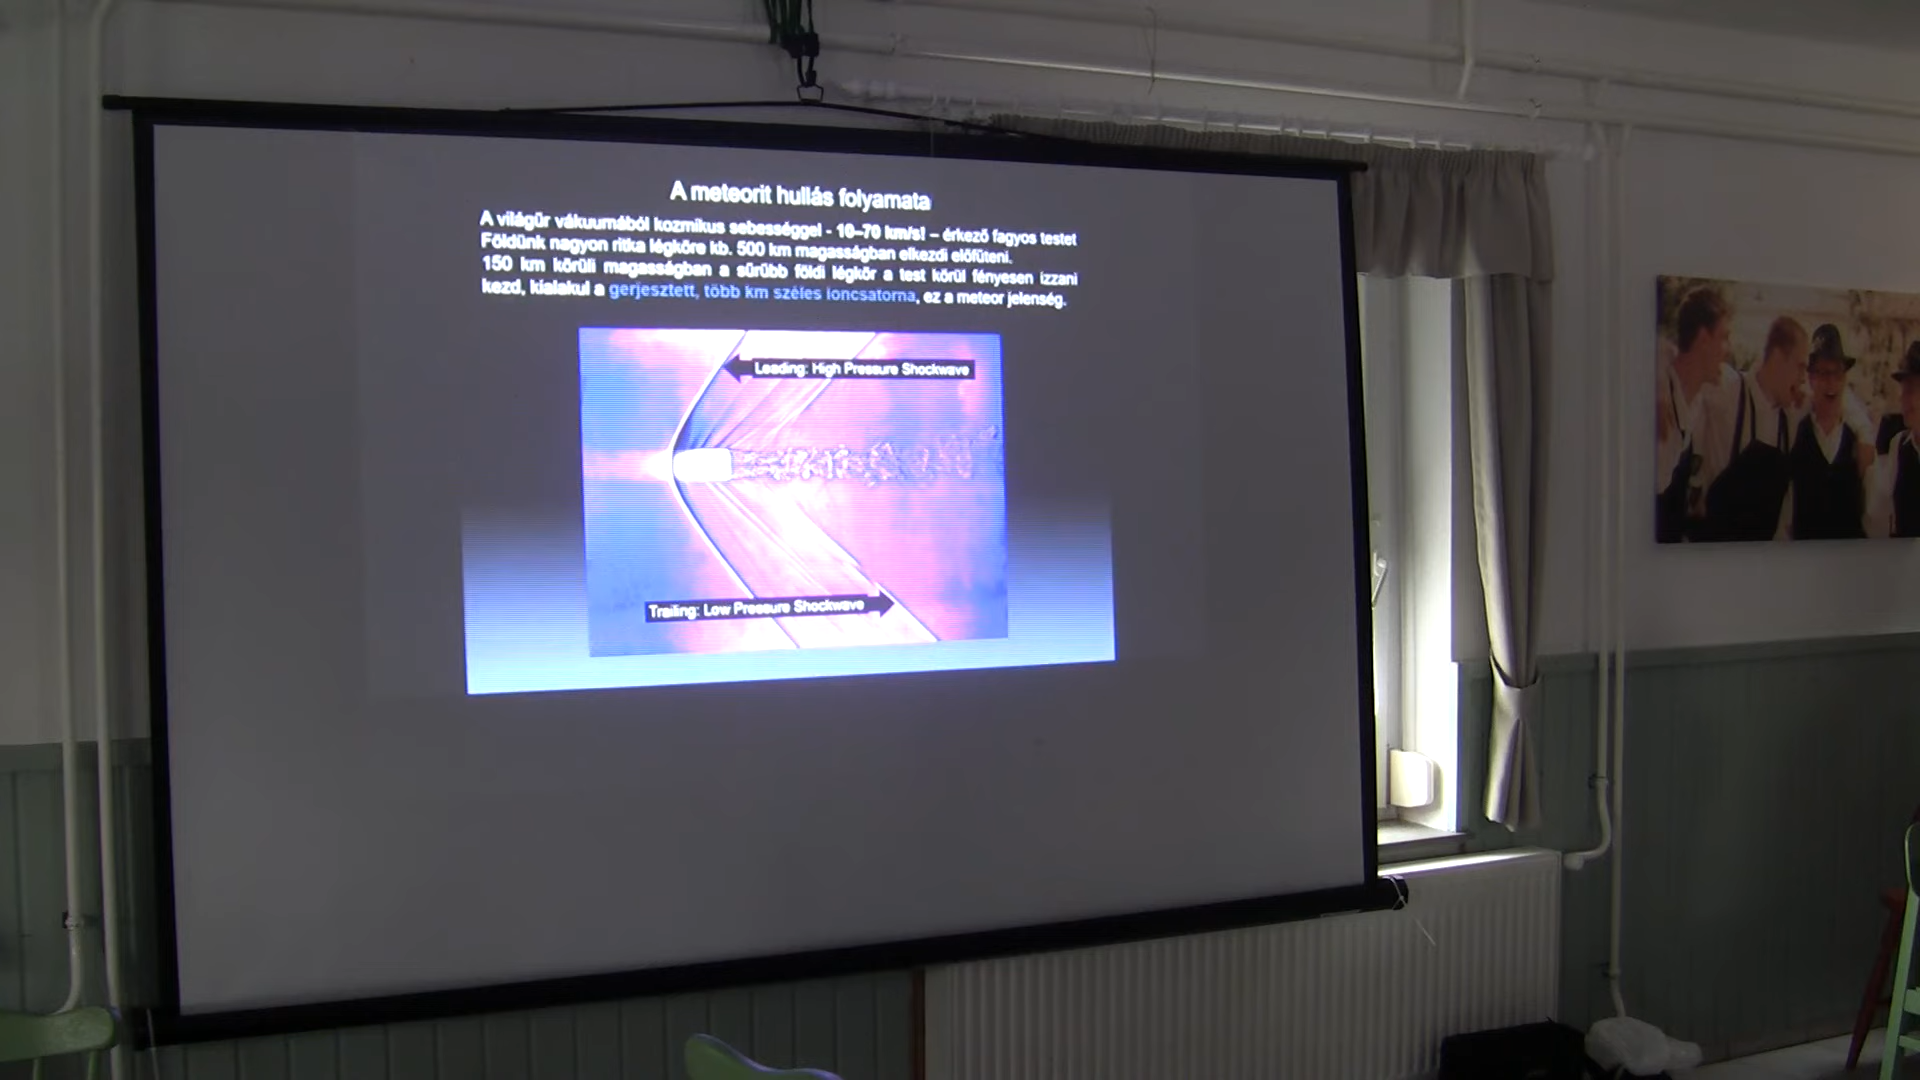 A meteorit hullás folyamata
A világűr vákuumából kozmikus sebességgel - 10–70 km/s! – érkező fagyos testet
Földünk nagyon ritka légköre kb. 500 km magasságban elkezdi előfűteni.
150 km körüli magasságban a sűrűbb földi légkör a test körül fényesen izzani
kezd, kialakul a gerjesztett, több km széles ioncsatorna, ez a meteor jelenség.
Leading: High Pressure Shockwave
Trailing: Low Pressure Shockwave